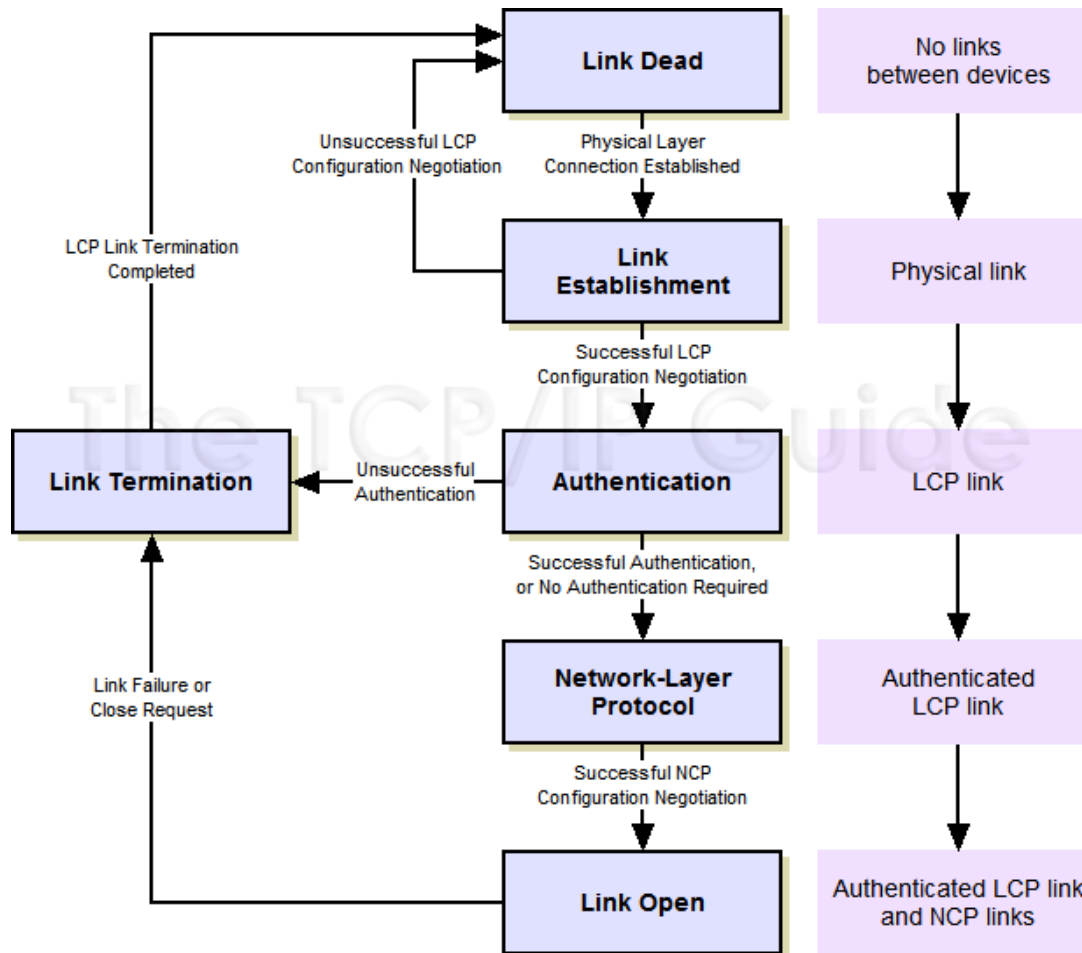 Link Dead
No links
between devices
Unsuccessful LCP
Configuration Negotiation
Physical Layer
Connection Established
LCP Link Termination
Completed
Link
Establishment
Physical link
Successful LCP
Configuration Negotiation
The TCP/IP Guide
Link Termination
Unsuccessful
Authentication
Authentication
LCP link
Successful Authentication,
or No Authentication Required
Link Failure or
Close Request
Network-Layer
Protocol
Authenticated
LCP link
Successful NCP
Configuration Negotiation
Link Open
Authenticated LCP link
and NCP links